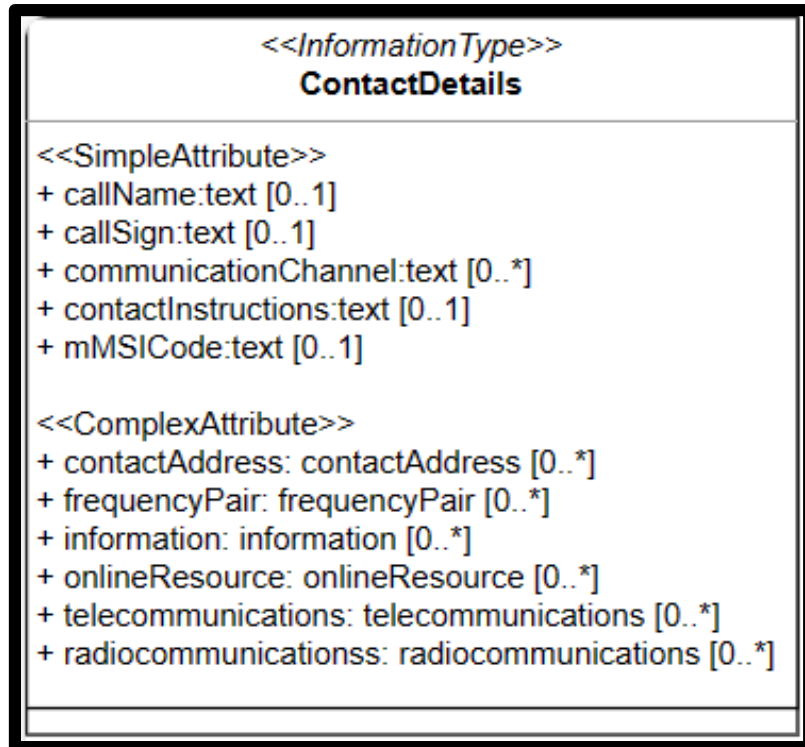 <<InformationType>>
ContactDetails
<<SimpleAttribute>>
+ callName:text [0..1]
+ callSign:text [0..1]
+ communicationChannel:text [0..*]
+ contactInstructions:text [0..1]
+ mMSICode:text [0..1]
<<ComplexAttribute>>
+ contactAddress: contactAddress [0..*]
+ frequencyPair: frequencyPair [0..*]
+ information: information [0..*]
+ onlineResource: onlineResource [0..*]
+ telecommunications: telecommunications [0..*]
+ radiocommunicationss: radiocommunications [0..*]